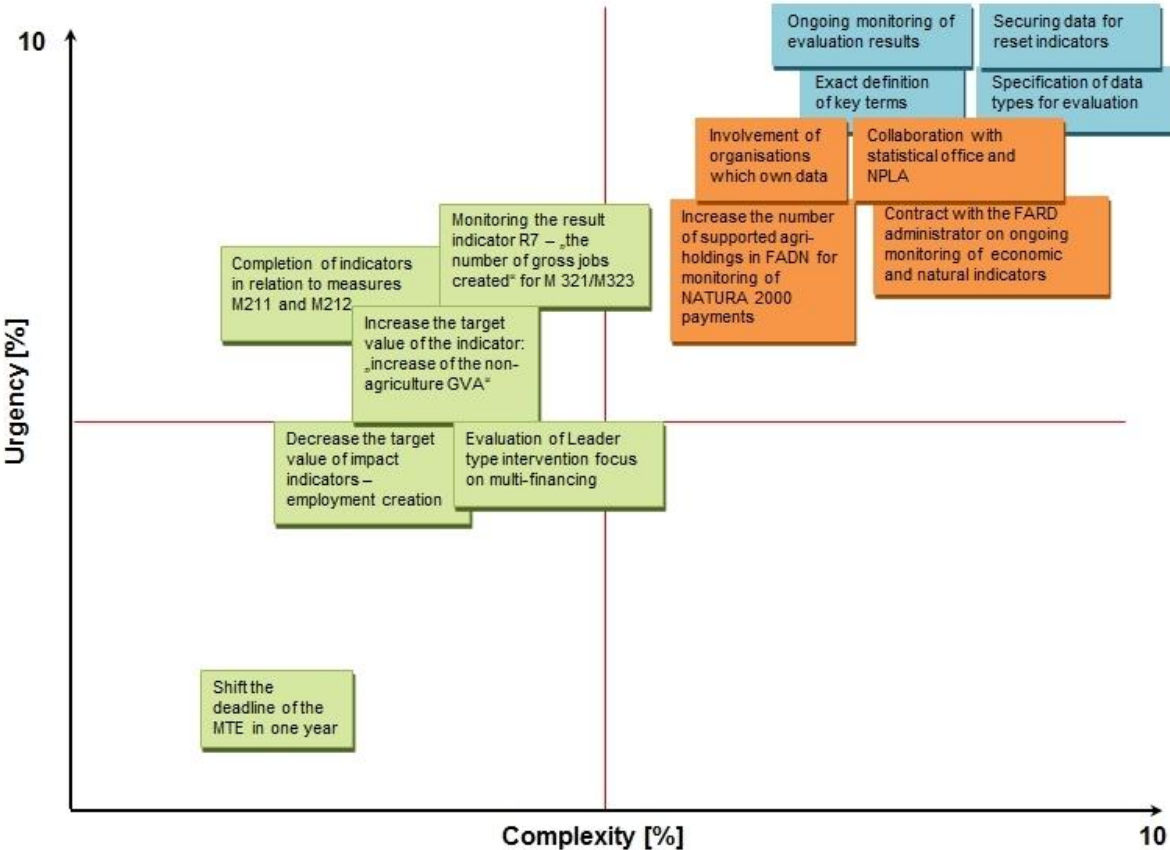 10
Ongoing monitoring of
evaluation results
Securing data for
reset indicators
Exact definition
of key terms
Specification of data
types for evaluation
Involvement of
organisations
which own data
Collaboration with
statistical office and
NPLA
Increase the number
of supported agri-
holdings in FADN for
monitoring of
NATURA 2000
payments
Contract with the FARD
administrator on ongoing
monitoring of economic
and natural indicators
Monitoring the result
indicator R7 – „the
number of gross jobs
created“ for M 321/M323
Completion of indicators
in relation to measures
M211 and M212
Increase the target
value of the indicator:
„increase of the non-
agriculture GVA“
Decrease the target
value of impact
indicators –
employment creation
Evaluation of Leader
type intervention focus
on multi-financing
Shift the
deadline of the
MTE in one year
Urgency [%]
Complexity [%]
10